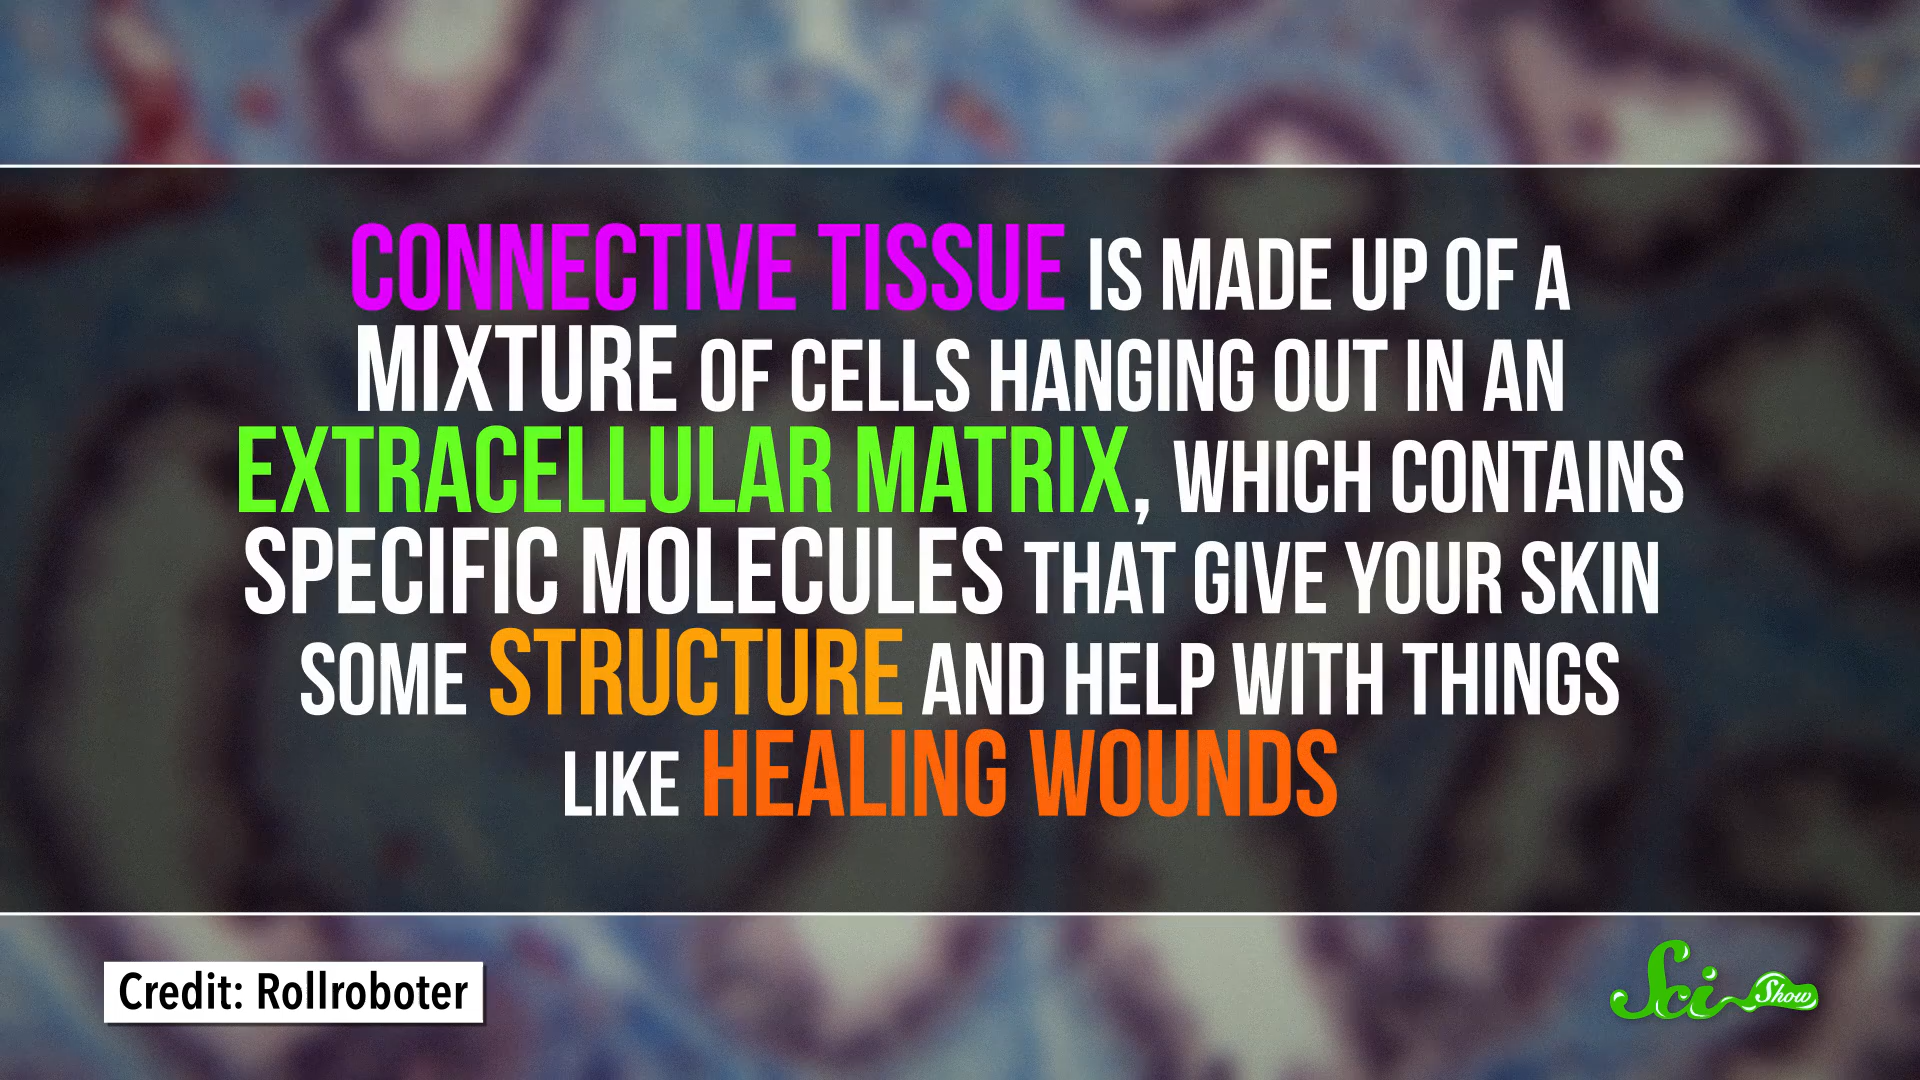 CONNECTIVE TISSUE IS MADE UP OF A
MIXTURE OF CELLS HANGING OUT IN AN
EXTRACELLULAR MATRIX, WHICH CONTAINS
SPECIFIC MOLECULES THAT GIVE YOUR SKIN
SOME STRUCTURE AND HELP WITH THINGS
LIKE HEALING WOUNDS
Credit: Rollroboter
Sci Show